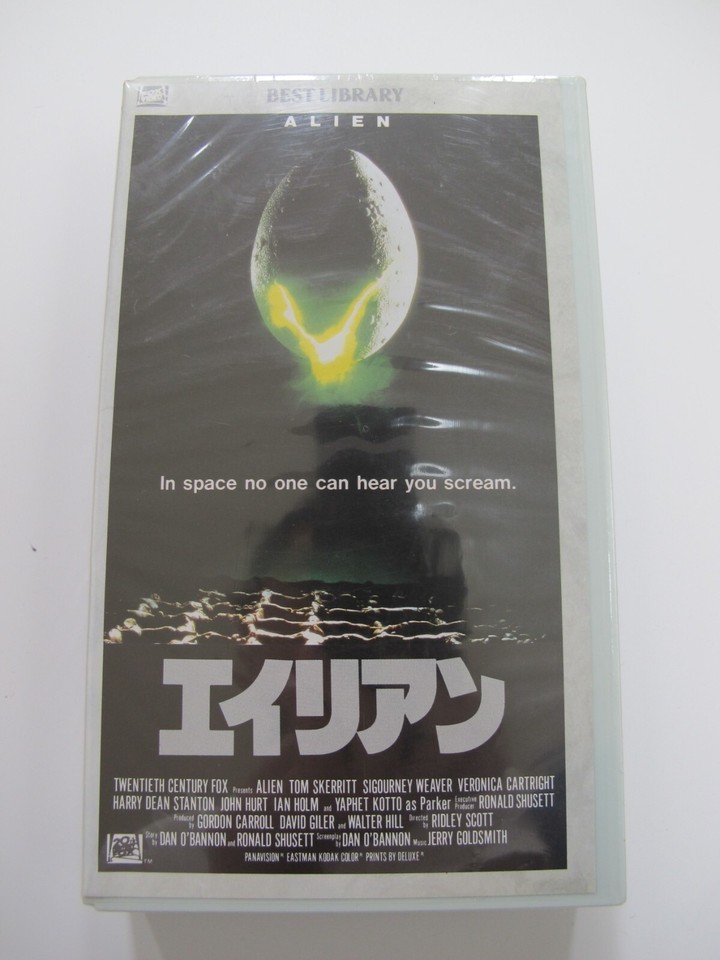 BEST LIBRARY
ALIEN
In space no one can hear you scream.
エイリアン
TWENTIETH CENTURY FOX Presents ALIEN TOM SKERRITT SIGOURNEY WEAVER VERONICA CARTRIGHT
HARRY DEAN STANTON JOHN HURT IAN HOLM and YAPHET KOTTO as Parker Executive Producer RONALD SHUSETT
Produced by GORDON CARROLL DAVID GILER and WALTER HILL Directed by RIDLEY SCOTT
Story by DAN O'BANNON and RONALD SHUSETT Screenplay by DAN O'BANNON Music JERRY GOLDSMITH
PANAVISION® EASTMAN KODAK COLOR® PRINTS BY DELUXE®
TM